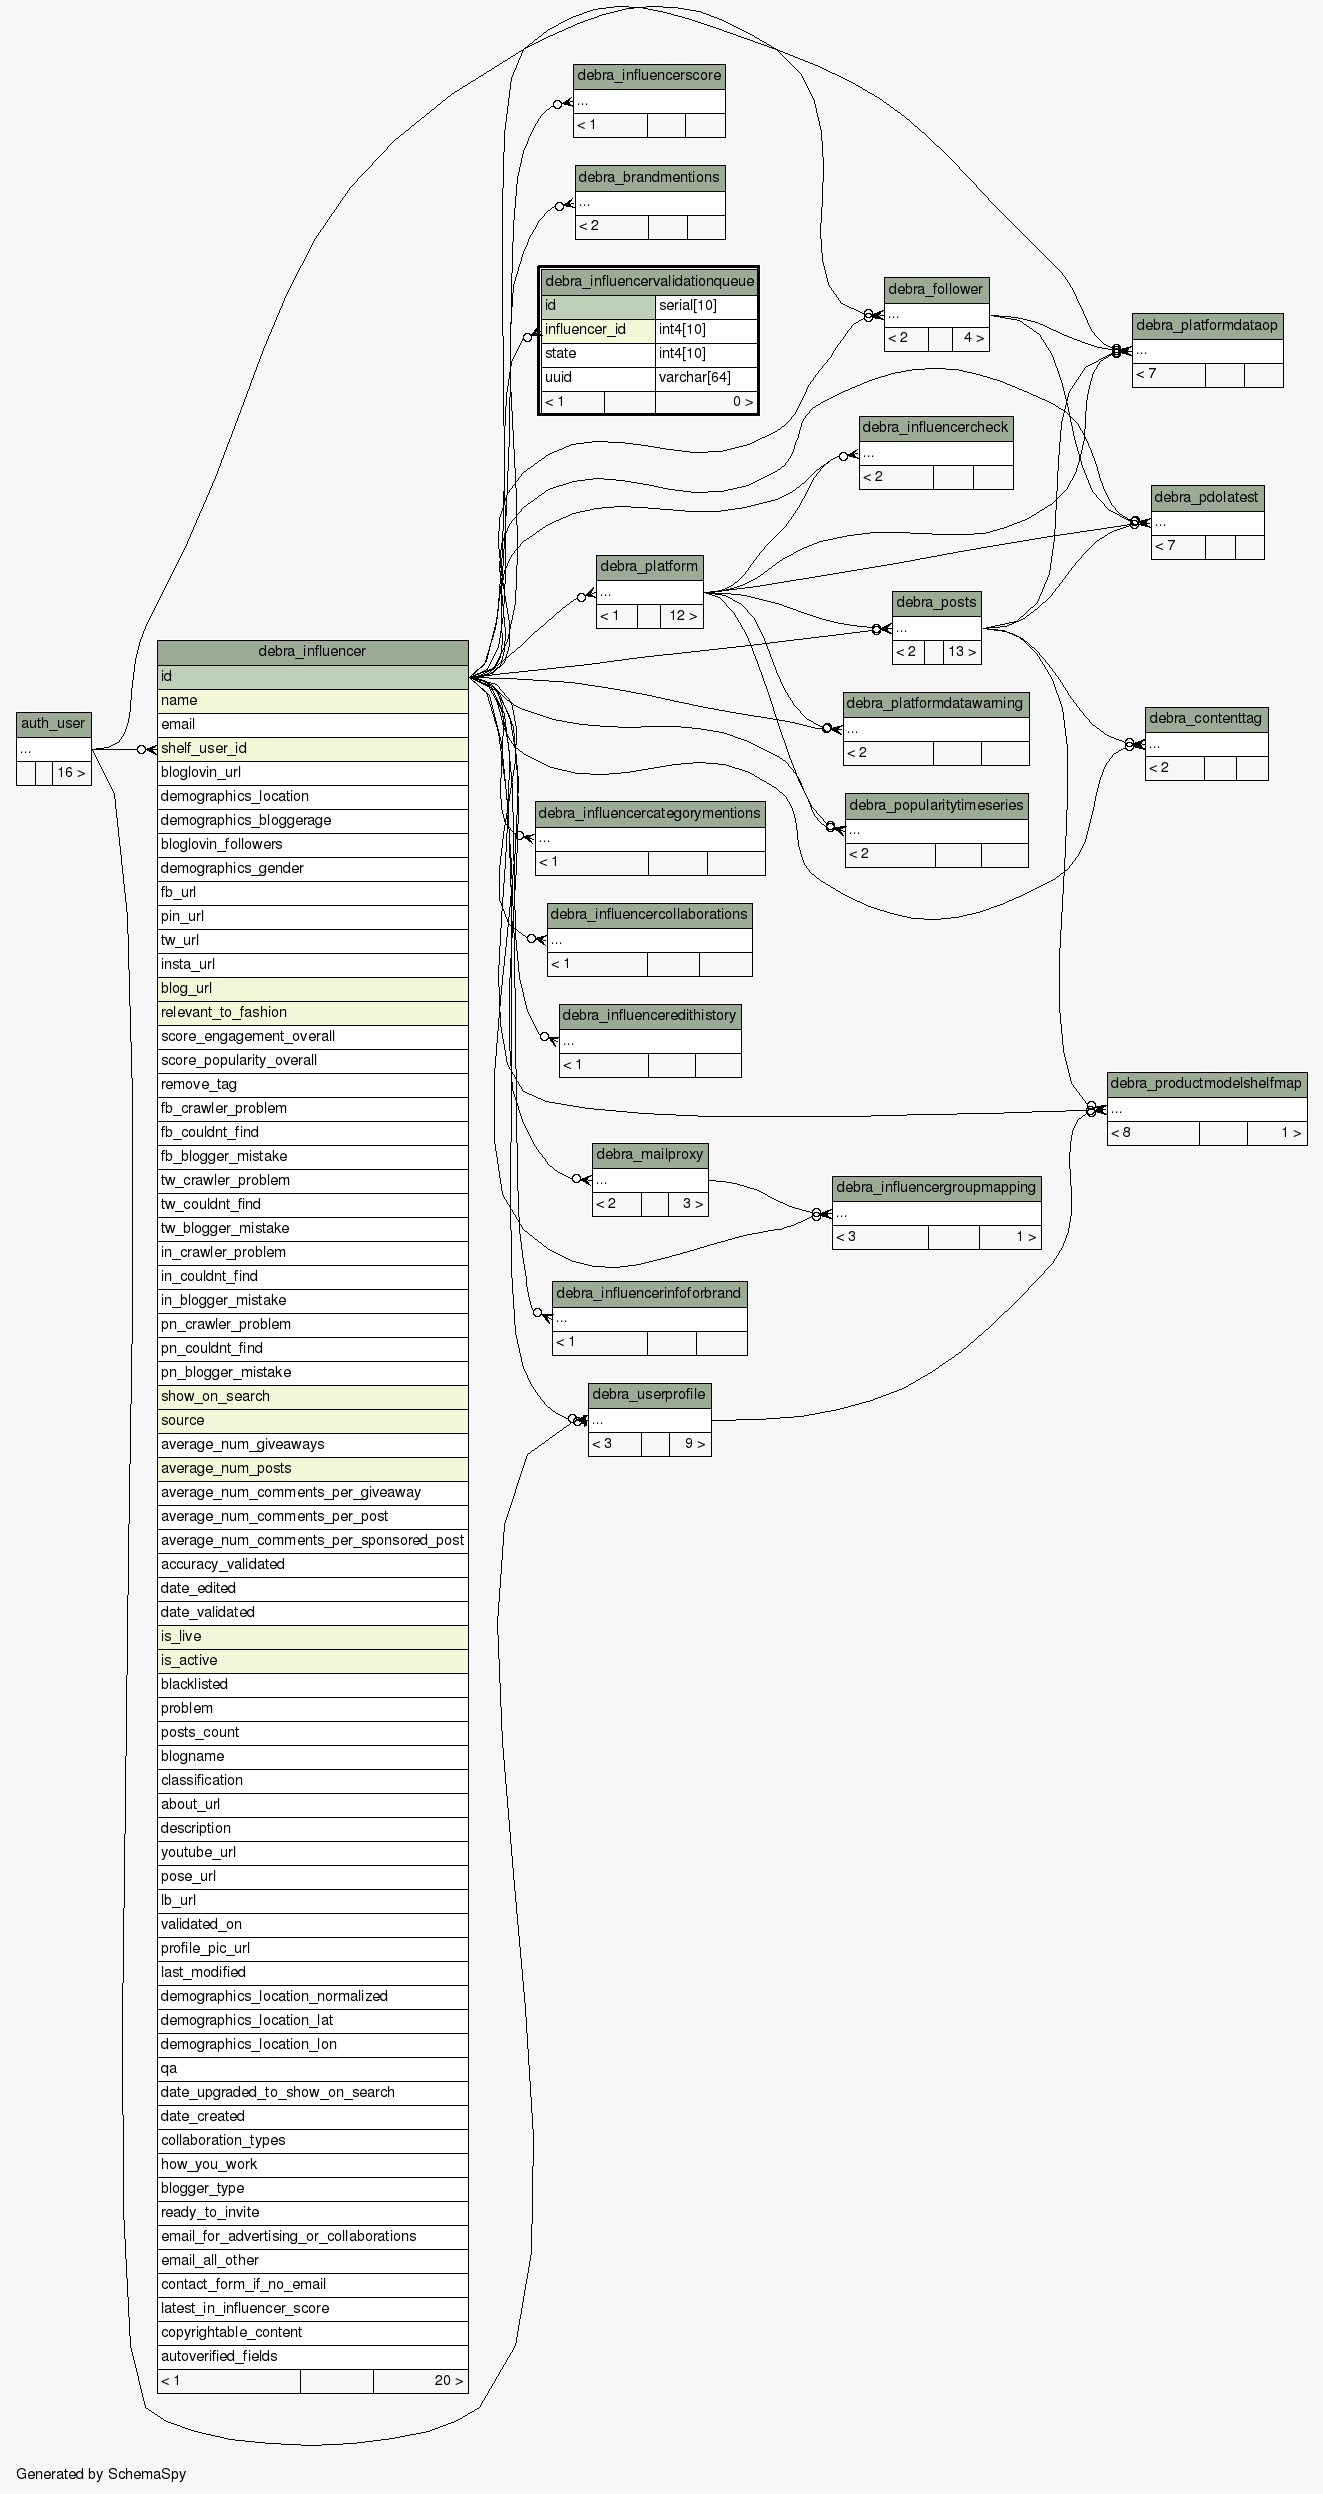 debra_influencerscore
...
< 1
debra_brandmentions
...
< 2
debra_influencervalidationqueue
id serial[10]
influencer_id int4[10]
state int4[10]
uuid varchar[64]
< 1 0 >
debra_follower
...
< 2 4 >
debra_platformdataop
...
< 7
debra_influencercheck
...
< 2
debra_pdolatest
...
< 7
debra_platform
...
< 1 12 >
debra_posts
...
< 2 13 >
debra_influencer
id
name
email
shelf_user_id
bloglovin_url
demographics_location
demographics_bloggerage
bloglovin_followers
demographics_gender
fb_url
pin_url
tw_url
insta_url
blog_url
relevant_to_fashion
score_engagement_overall
score_popularity_overall
remove_tag
fb_crawler_problem
fb_couldnt_find
fb_blogger_mistake
tw_crawler_problem
tw_couldnt_find
tw_blogger_mistake
in_crawler_problem
in_couldnt_find
in_blogger_mistake
pn_crawler_problem
pn_couldnt_find
pn_blogger_mistake
show_on_search
source
average_num_giveaways
average_num_posts
average_num_comments_per_giveaway
average_num_comments_per_post
average_num_comments_per_sponsored_post
accuracy_validated
date_edited
date_validated
is_live
is_active
blacklisted
problem
posts_count
blogname
classification
about_url
description
youtube_url
pose_url
lb_url
validated_on
profile_pic_url
last_modified
demographics_location_normalized
demographics_location_lat
demographics_location_lon
qa
date_upgraded_to_show_on_search
date_created
collaboration_types
how_you_work
blogger_type
ready_to_invite
email_for_advertising_or_collaborations
email_all_other
contact_form_if_no_email
latest_in_influencer_score
copyrightable_content
autoverified_fields
< 1 20 >
auth_user
...
16 >
debra_platformdatawarning
...
< 2
debra_contenttag
...
< 2
debra_popularitytimeseries
...
< 2
debra_influencercategorymentions
...
< 1
debra_influencercollaborations
...
< 1
debra_influenceredithistory
...
< 1
debra_productmodelshelfmap
...
< 8 1 >
debra_mailproxy
...
< 2 3 >
debra_influencergroupmapping
...
< 3 1 >
debra_influencerinfoforbrand
...
< 1
debra_userprofile
...
< 3 9 >
Generated by SchemaSpy